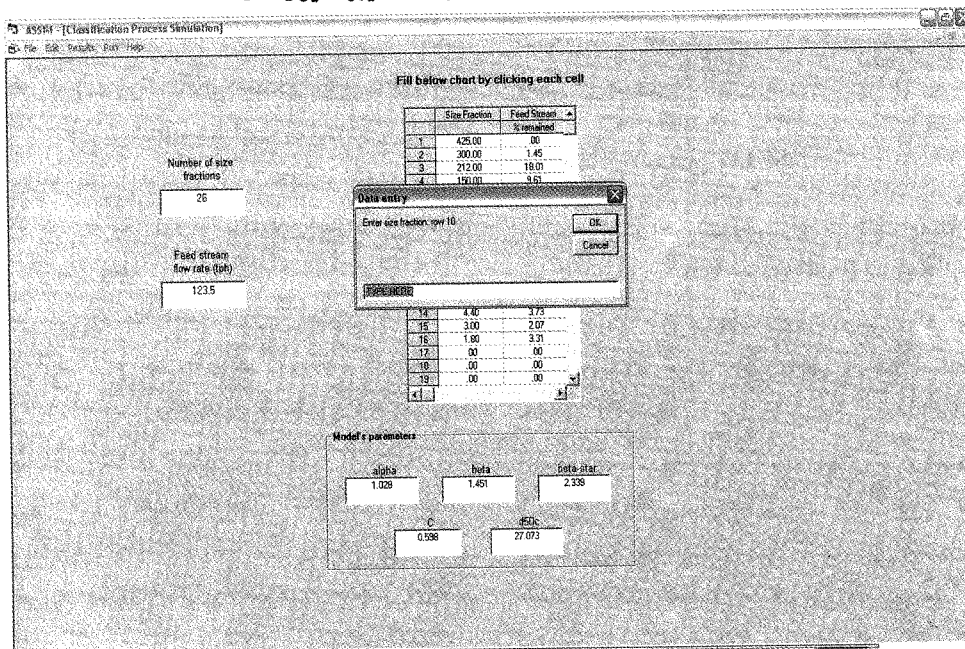 ASSIM - [Classification Process Simulation]
File Edit Results Run Help
Fill below chart by clicking each cell
Size Fraction Feed Stream
% remained
1 425.00 .00
2 300.00 1.45
3 212.00 18.01
4 150.00 9.61
Number of size
fractions
26
Data entry
Enter size fraction: row 10
OK
Cancel
TYPE HERE
Feed stream
flow rate (tph)
123.5
14 4.40 3.73
15 3.00 2.07
16 1.80 3.31
17 .00 .00
18 .00 .00
19 .00 .00
Model's parameters
alpha beta beta-star
1.028 1.451 2.339
C d50c
0.598 27.073